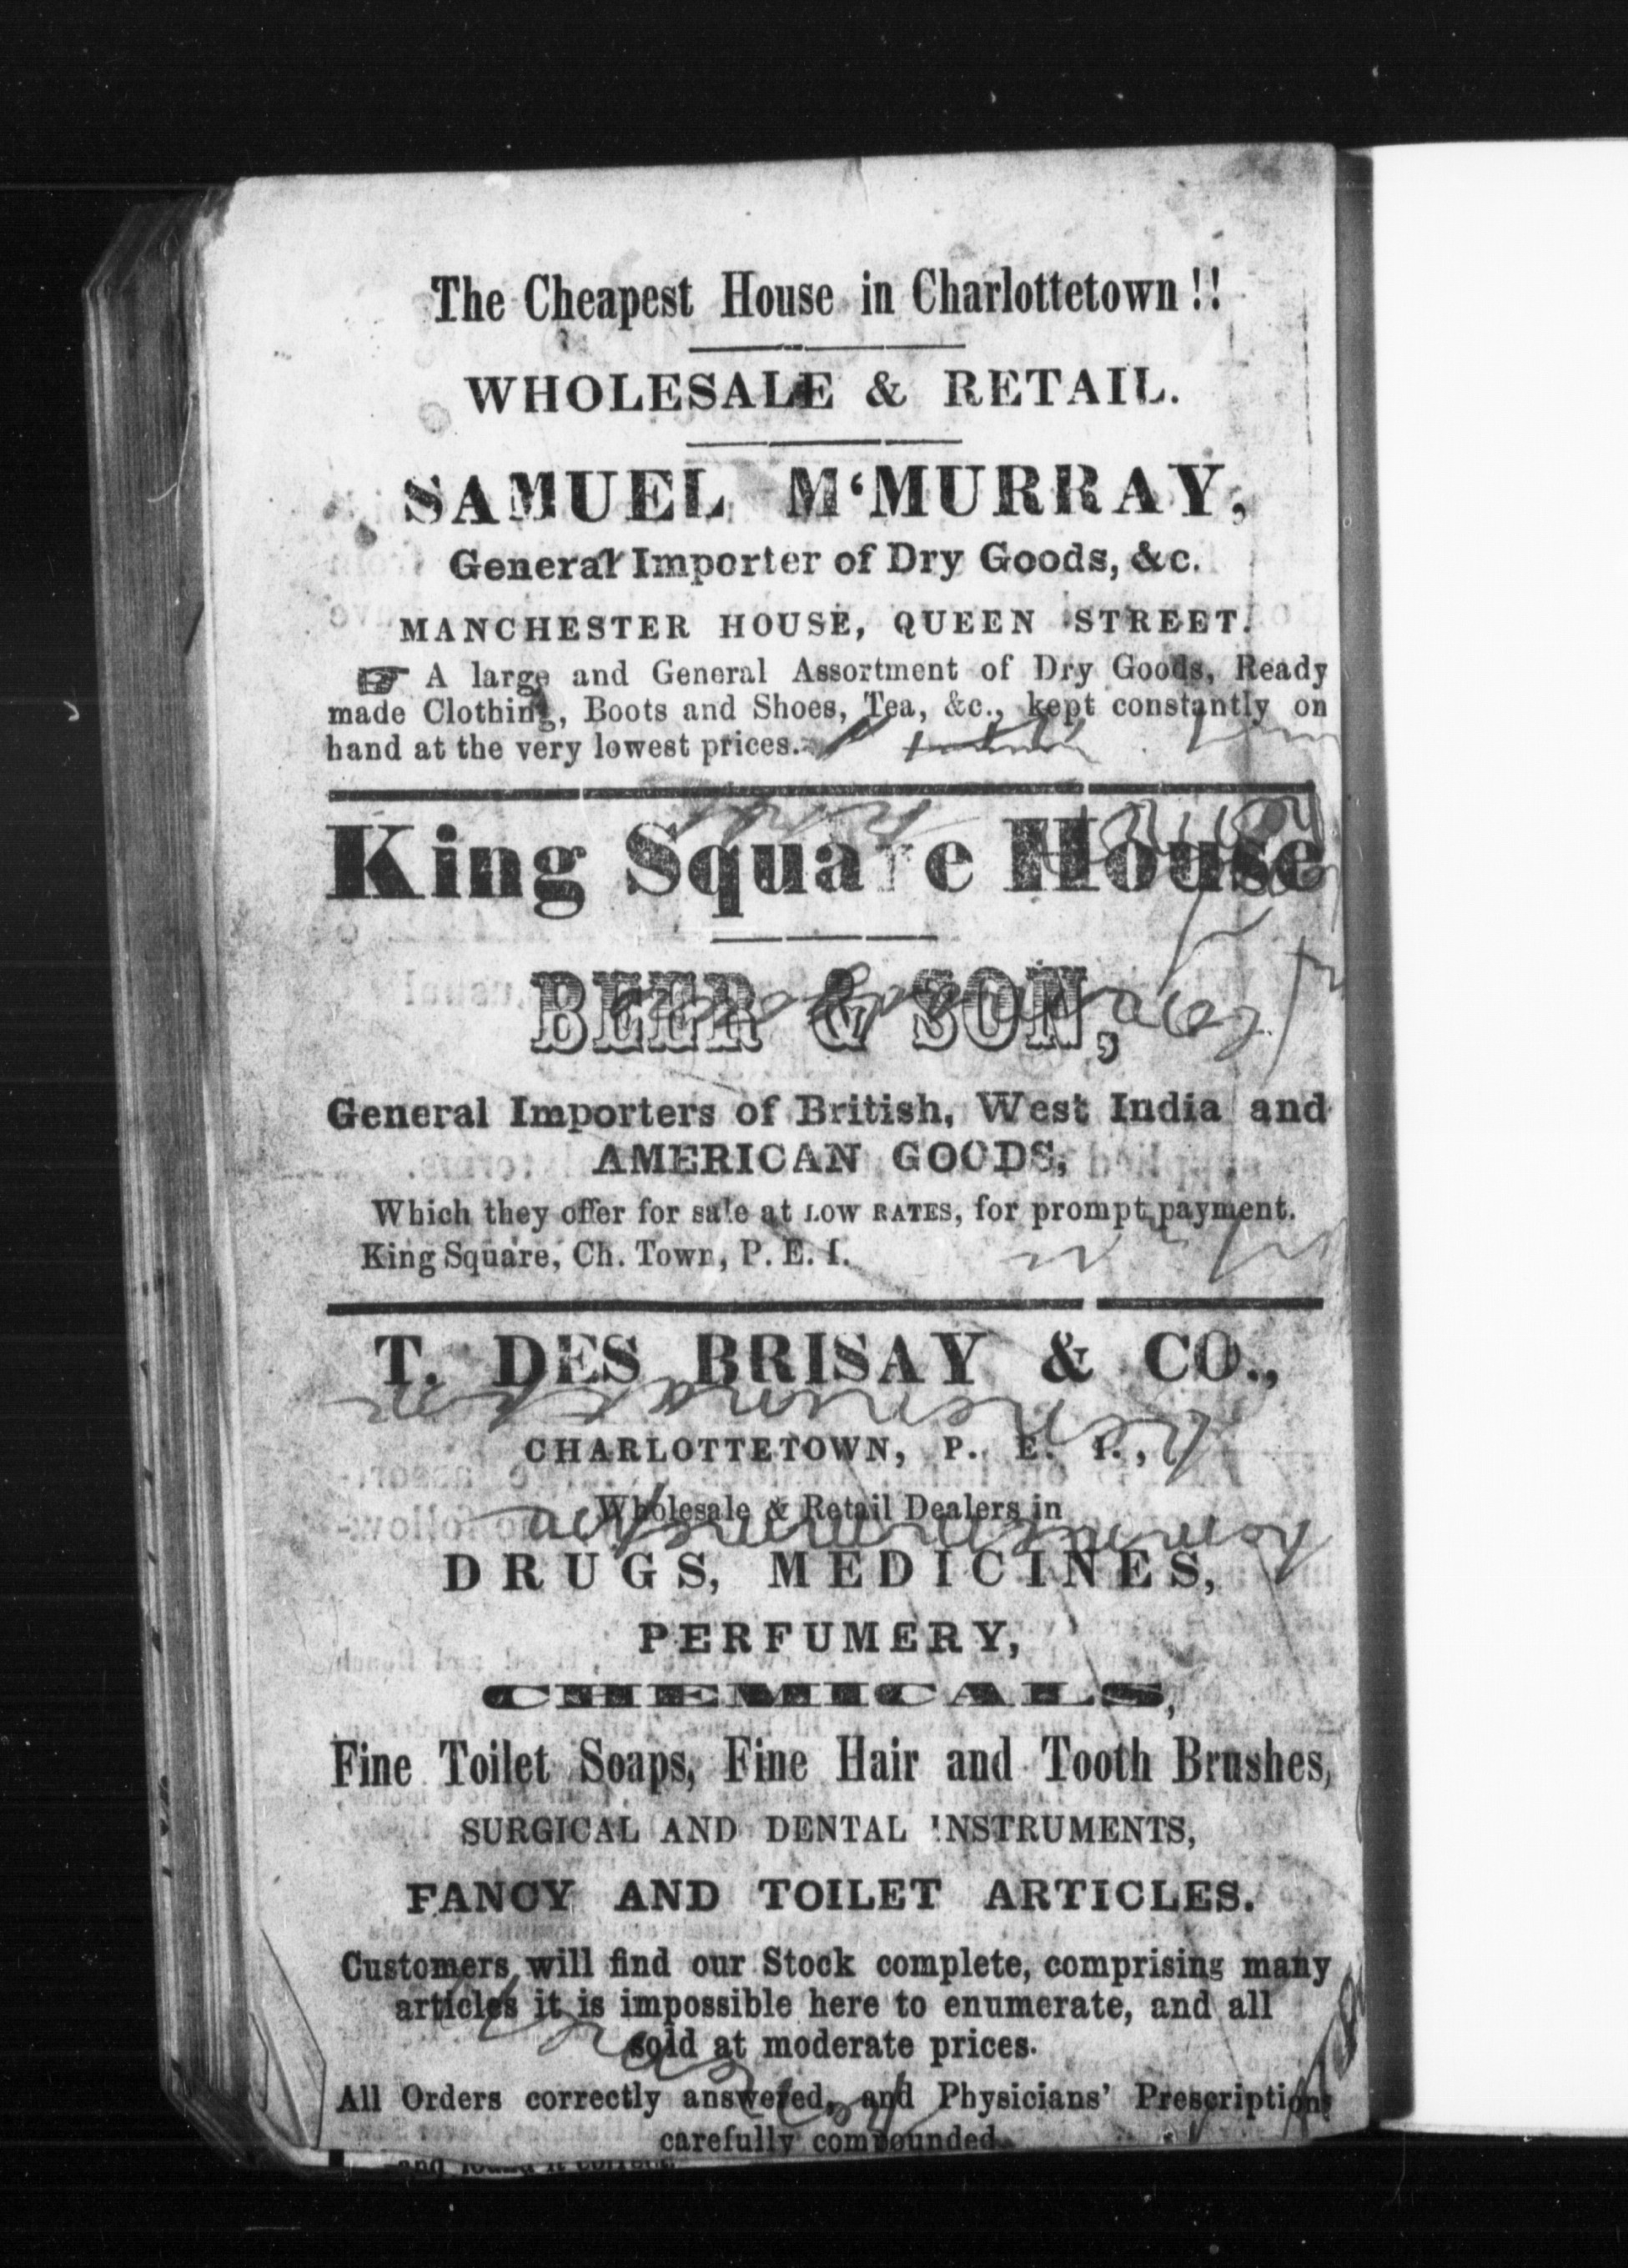 The Cheapest House in Charlottetown!!
WHOLESALE & RETAIL.
SAMUEL M‘MURRAY,
General Importer of Dry Goods, &c.
MANCHESTER HOUSE, QUEEN STREET.
☞ A large and General Assortment of Dry Goods, Ready
made Clothing, Boots and Shoes, Tea, &c., kept constantly on
hand at the very lowest prices.
King Square House
BEER & SON,
General Importers of British, West India and
AMERICAN GOODS,
Which they offer for sale at LOW RATES, for prompt payment.
King Square, Ch. Town, P. E. I.
T. DES BRISAY & CO.,
CHARLOTTETOWN, P. E. I.,
Wholesale & Retail Dealers in
DRUGS, MEDICINES,
PERFUMERY,
CHEMICALS,
Fine Toilet Soaps, Fine Hair and Tooth Brushes,
SURGICAL AND DENTAL INSTRUMENTS,
FANCY AND TOILET ARTICLES.
Customers will find our Stock complete, comprising many
articles it is impossible here to enumerate, and all
sold at moderate prices.
All Orders correctly answered, and Physicians' Prescriptions
carefully compounded.